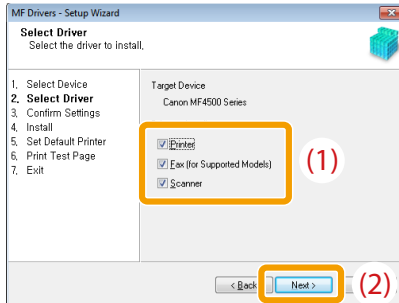 MF Drivers - Setup Wizard
Select Driver
Select the driver to install.
1. Select Device
2. Select Driver
3. Confirm Settings
4. Install
5. Set Default Printer
6. Print Test Page
7. Exit
Target Device
Canon MF4500 Series
Printer
Fax (for Supported Models)
Scanner
(1)
< Back
Next >
(2)